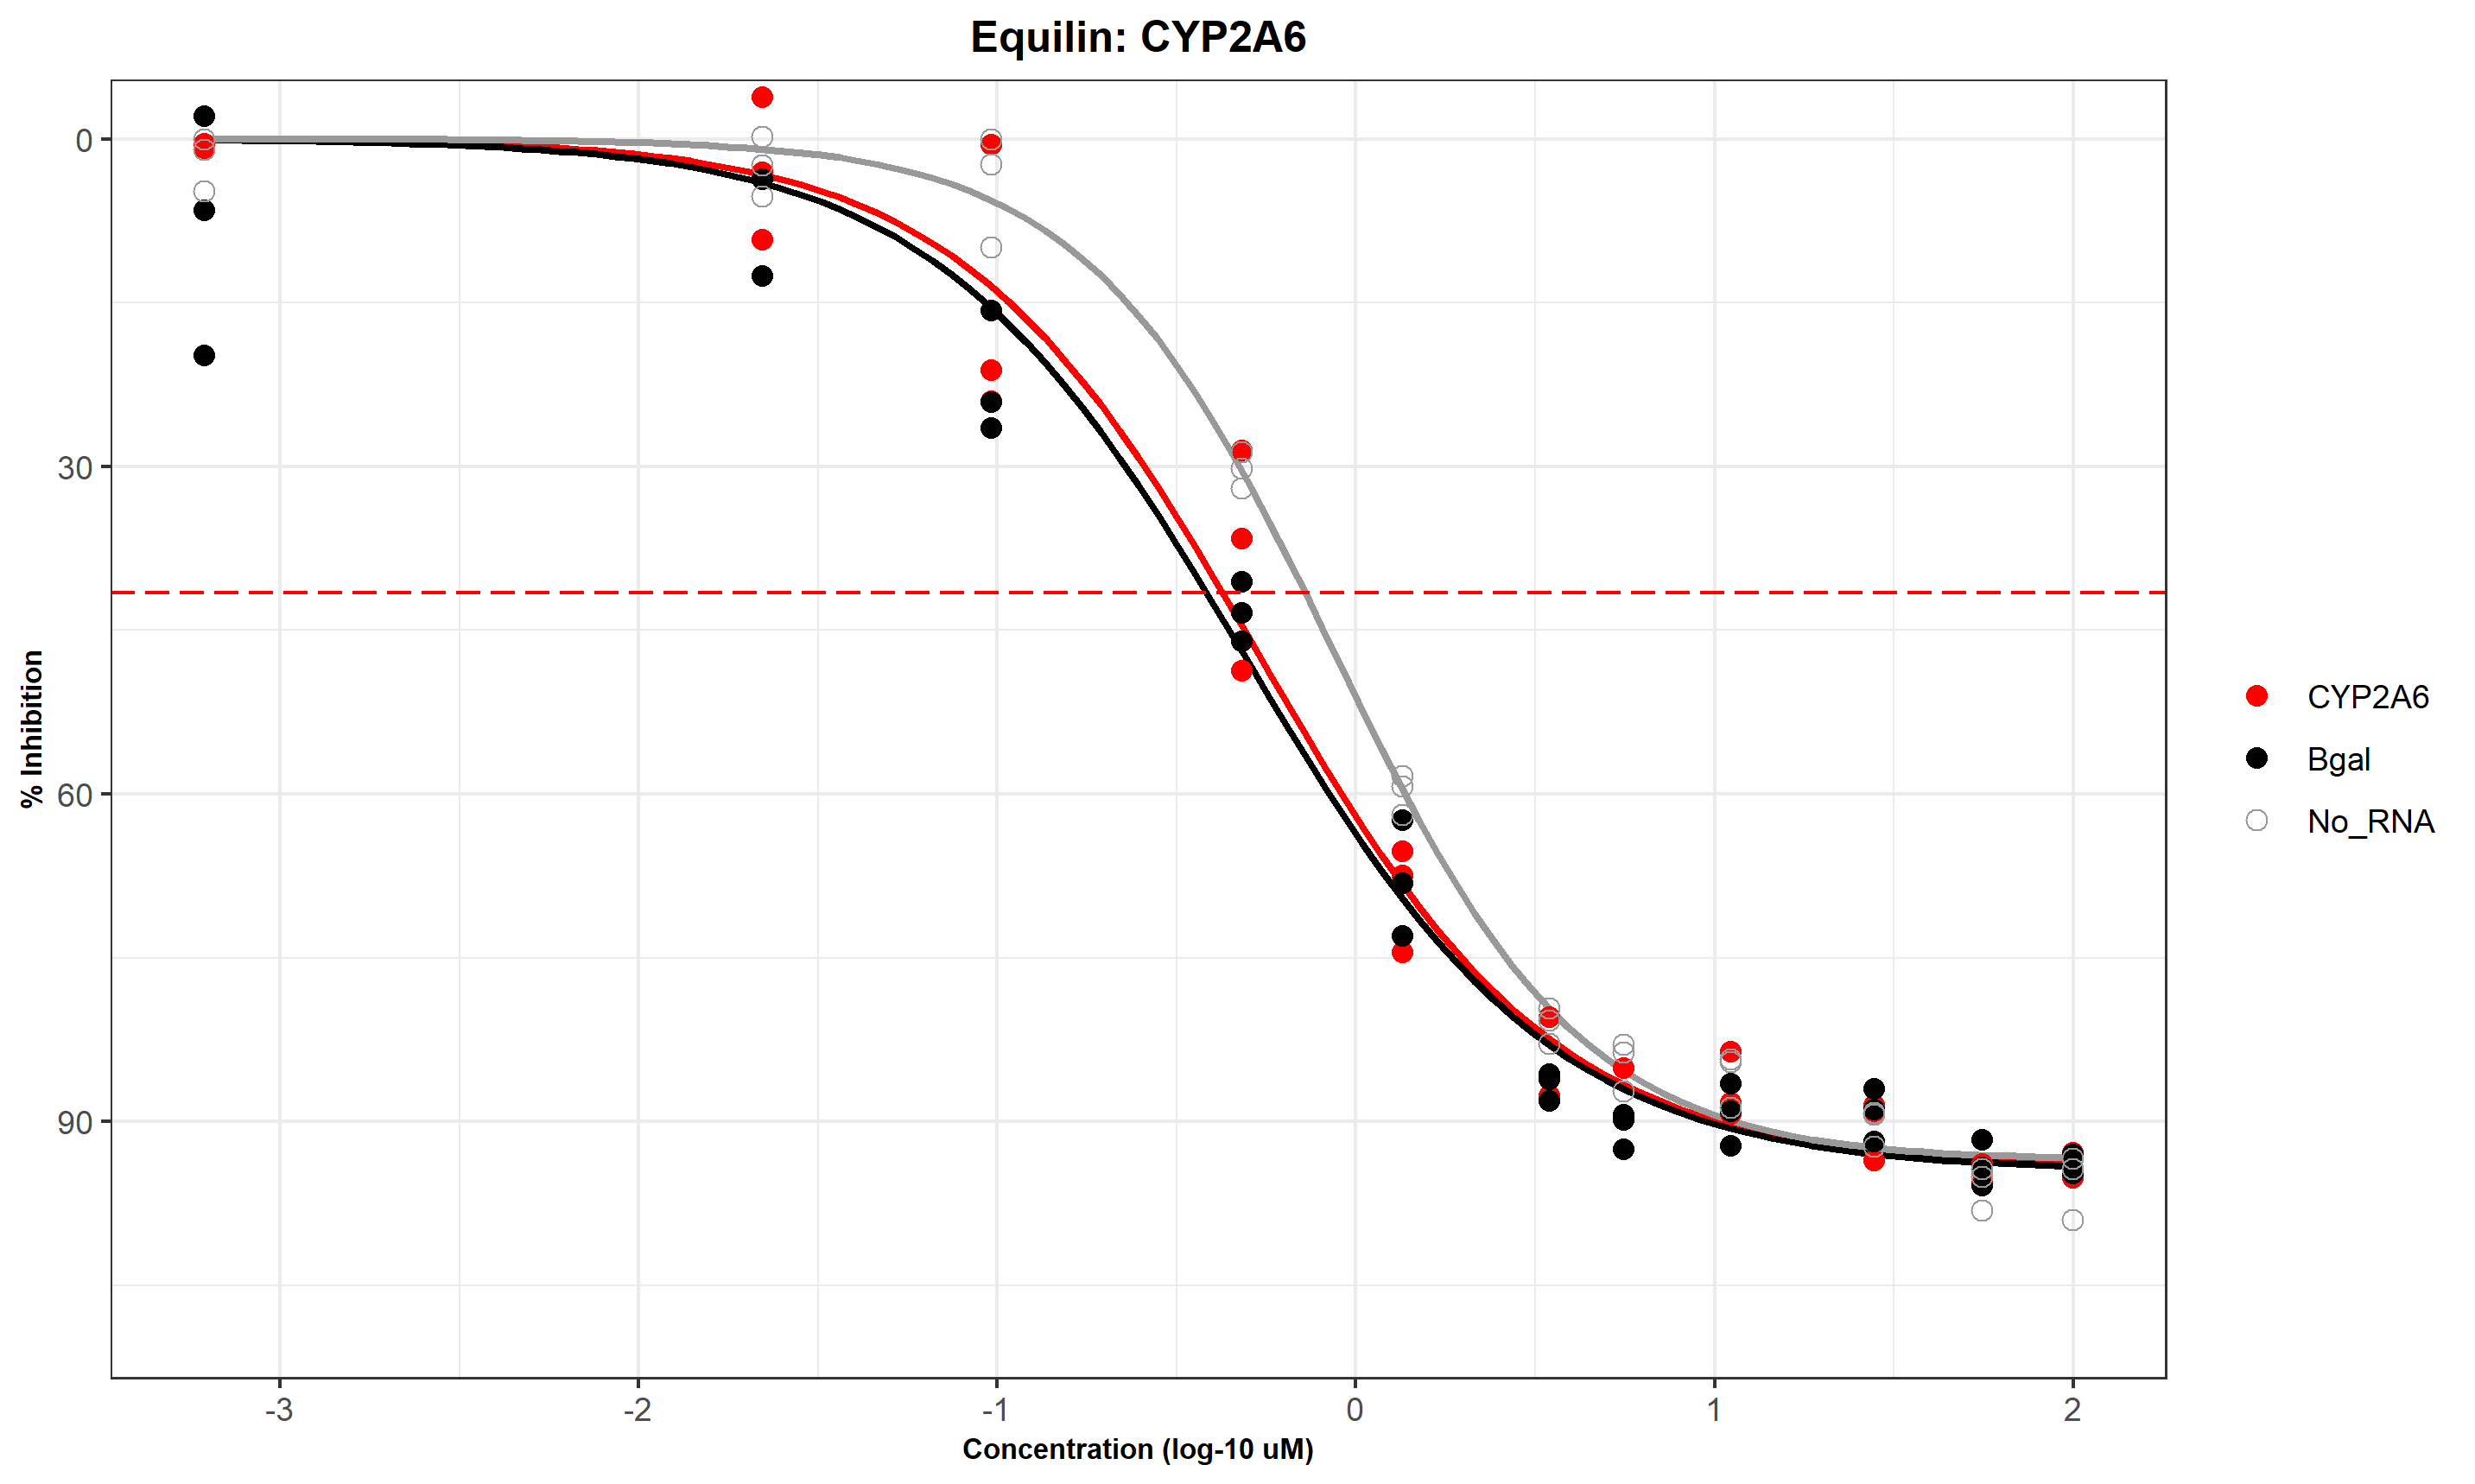 Equilin: CYP2A6
% Inhibition
0
30
60
90
-3
-2
-1
0
1
2
Concentration (log-10 uM)
CYP2A6
Bgal
No_RNA